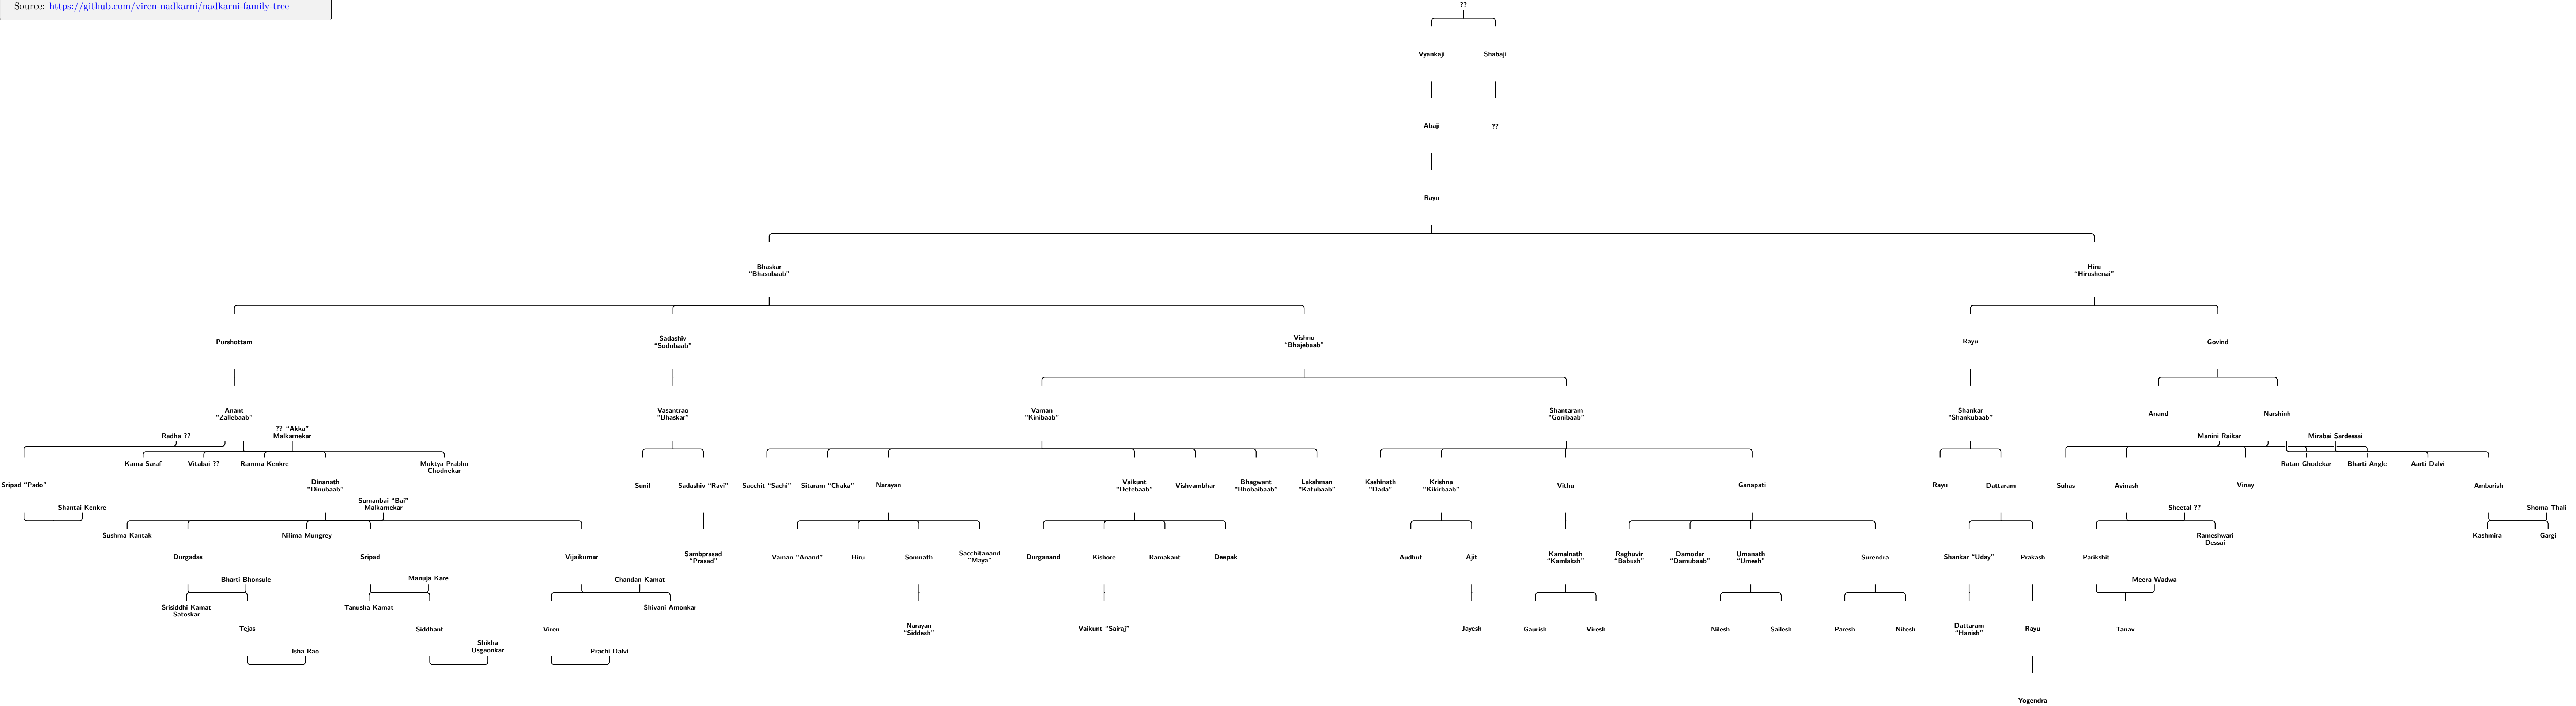 Source: https://github.com/viren-nadkarni/nadkarni-family-tree
??
Vyankaji
Shabaji
Abaji
??
Rayu
Bhaskar
"Bhasubaab"
Hiru
"Hirushenai"
Purshottam
Sadashiv
"Sodubaab"
Vishnu
"Bhajebaab"
Rayu
Govind
Anant
"Zallebaab"
Vasantrao
"Bhaskar"
Vaman
"Kinibaab"
Shantaram
"Gonibaab"
Shankar
"Shankubaab"
Anand
Narshinh
Radha ??
?? "Akka"
Malkarnekar
Manini Raikar
Mirabai Sardessai
Kama Saraf
Vitabai ??
Ramma Kenkre
Muktya Prabhu
Chodnekar
Ratan Ghodekar
Bharti Angle
Aarti Dalvi
Sripad "Pado"
Dinanath
"Dinubaab"
Sunil
Sadashiv "Ravi"
Sacchit "Sachi"
Sitaram "Chaka"
Narayan
Vaikunt
"Detebaab"
Vishvambhar
Bhagwant
"Bhobaibaab"
Lakshman
"Katubaab"
Kashinath
"Dada"
Krishna
"Kikirbaab"
Vithu
Ganapati
Rayu
Dattaram
Suhas
Avinash
Vinay
Ambarish
Shantai Kenkre
Sumanbai "Bai"
Malkarnekar
Sheetal ??
Shoma Thali
Sushma Kantak
Nilima Mungrey
Rameshwari
Dessai
Kashmira
Gargi
Durgadas
Sripad
Vijaikumar
Sambprasad
"Prasad"
Vaman "Anand"
Hiru
Somnath
Sacchitanand
"Maya"
Durganand
Kishore
Ramakant
Deepak
Audhut
Ajit
Kamalnath
"Kamlaksh"
Raghuvir
"Babush"
Damodar
"Damubaab"
Umanath
"Umesh"
Surendra
Shankar "Uday"
Prakash
Parikshit
Bharti Bhonsule
Manuja Kare
Chandan Kamat
Meera Wadwa
Srisiddhi Kamat
Satoskar
Tanusha Kamat
Shivani Amonkar
Tejas
Siddhant
Viren
Narayan
"Siddesh"
Vaikunt "Sairaj"
Jayesh
Gaurish
Viresh
Nilesh
Sailesh
Paresh
Nitesh
Dattaram
"Hanish"
Rayu
Tanav
Isha Rao
Shikha
Usgaonkar
Prachi Dalvi
Yogendra